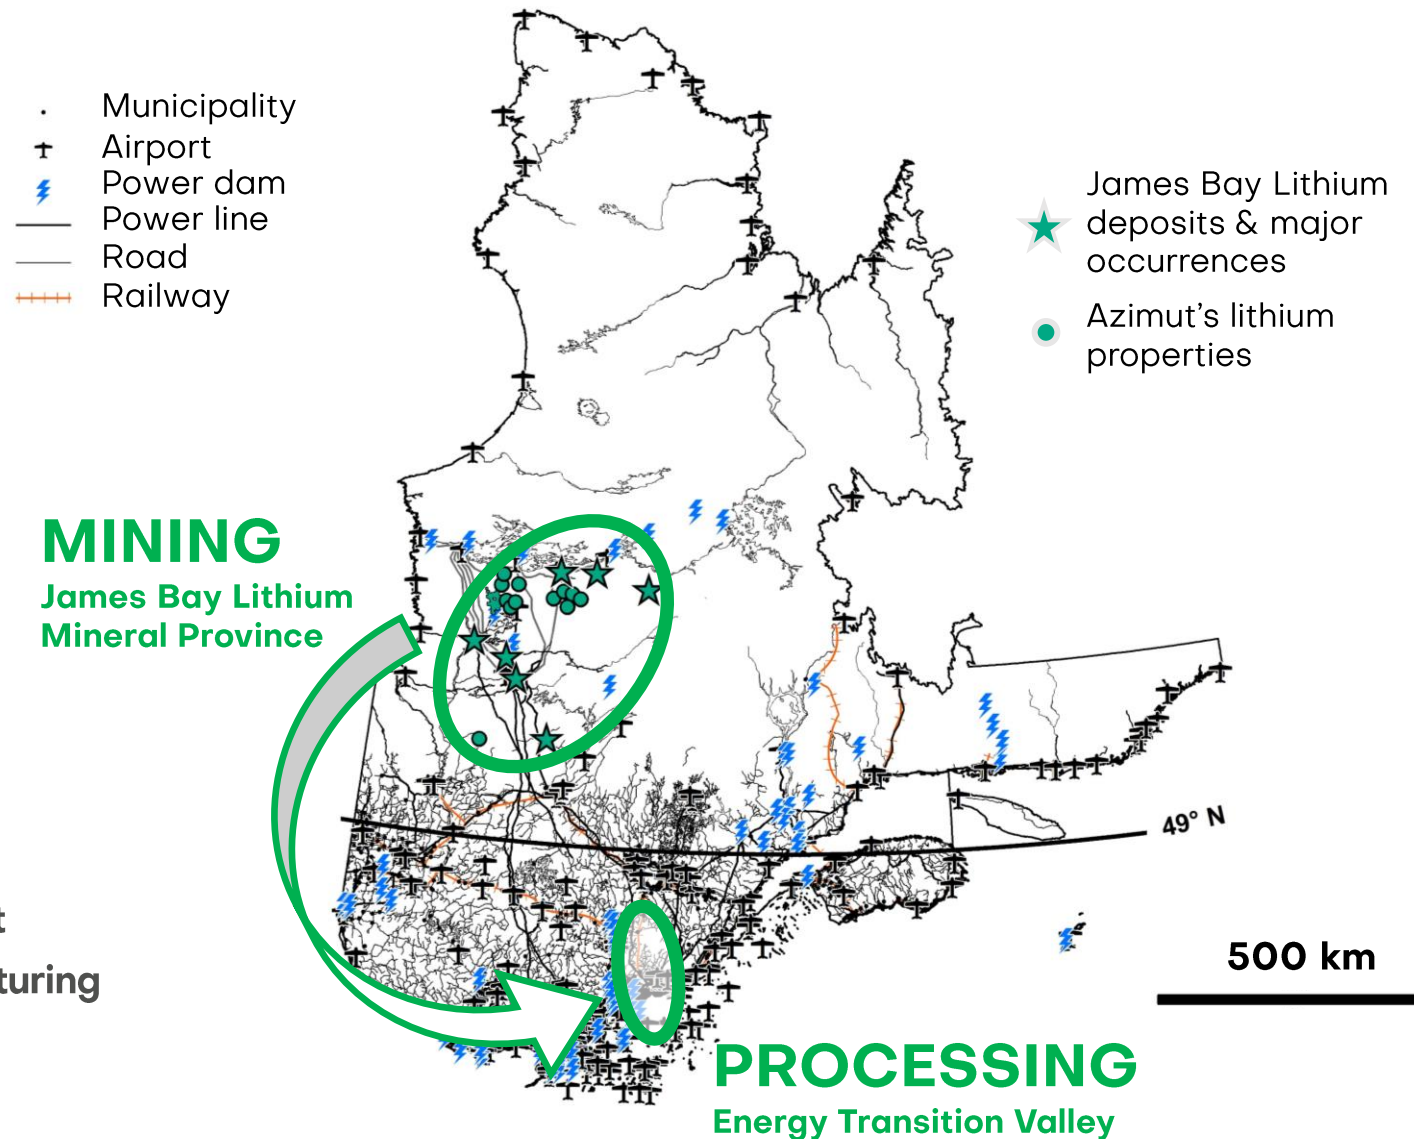 Municipality
Airport
Power dam
Power line
Road
Railway
James Bay Lithium
deposits & major
occurrences
Azimut's lithium
properties
MINING
James Bay Lithium
Mineral Province
49° N
t
turing
500 km
PROCESSING
Energy Transition Valley